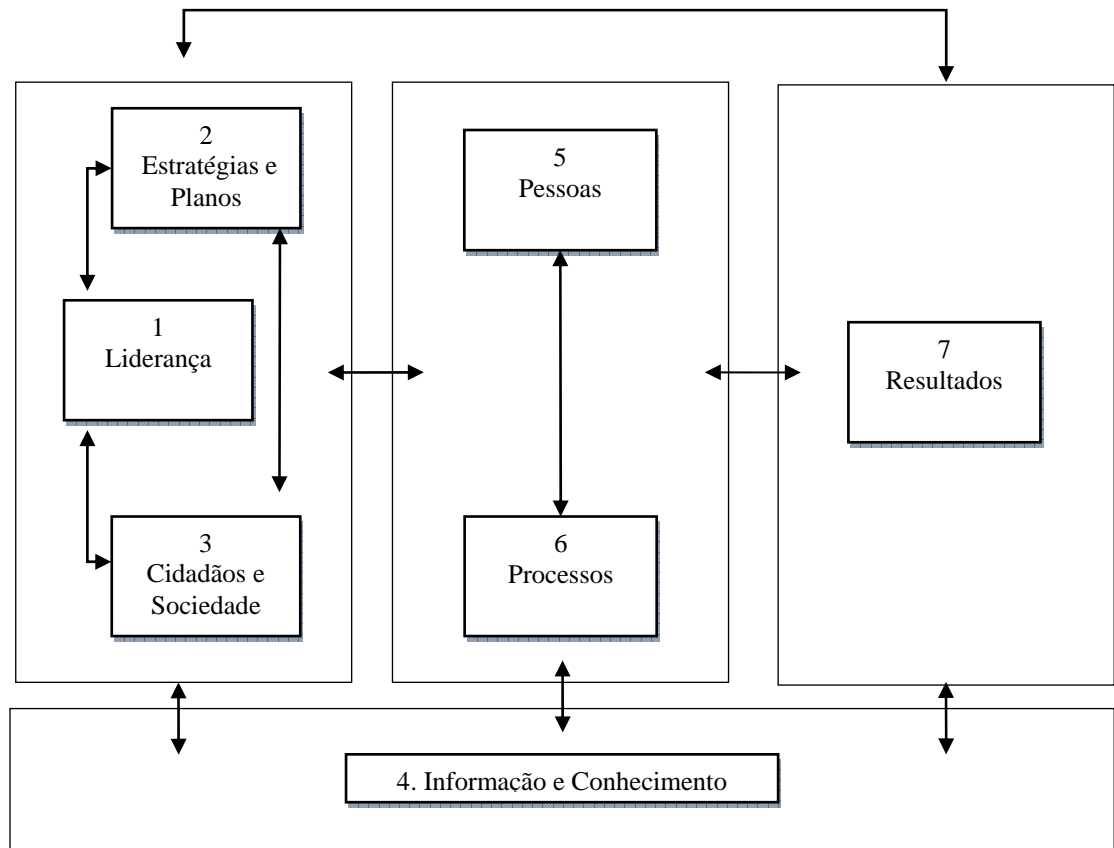 2
Estratégias e
Planos
1
Liderança
3
Cidadãos e
Sociedade
5
Pessoas
6
Processos
7
Resultados
4. Informação e Conhecimento